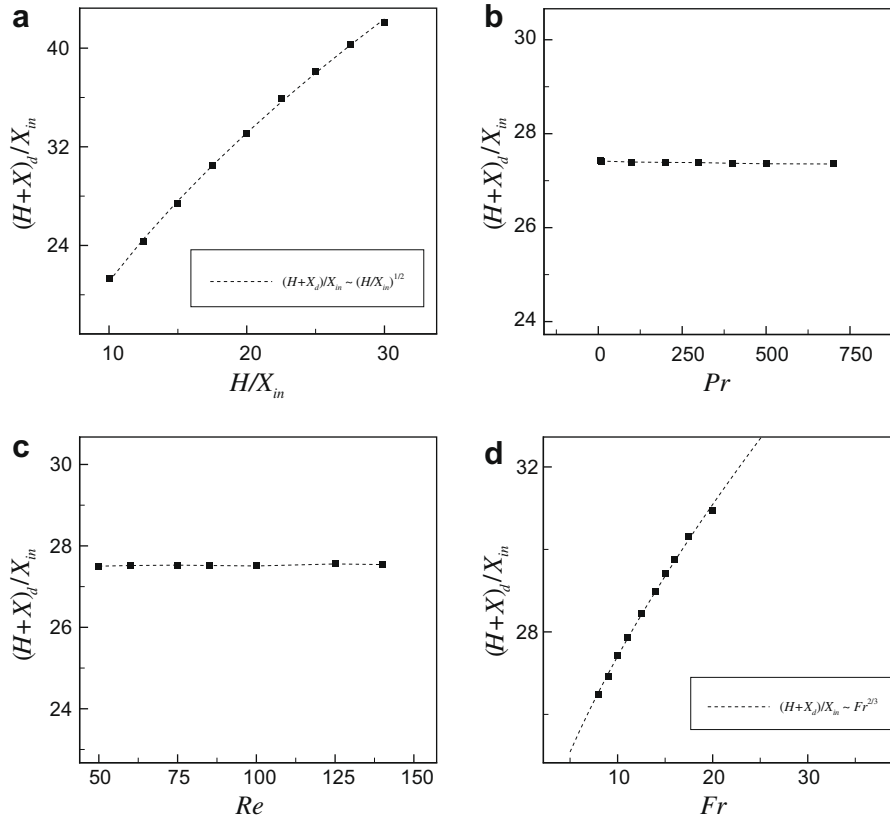 a
40
32
24
(H+X)_d/X_in
(H+X_d)/X_in ~ (H/X_in)^1/2
10 20 30
H/X_in
b
30
28
26
24
(H+X)_d/X_in
0 250 500 750
Pr
c
30
28
26
24
(H+X)_d/X_in
50 75 100 125 150
Re
d
32
28
(H+X)_d/X_in
(H+X_d)/X_in ~ Fr^2/3
10 20 30
Fr